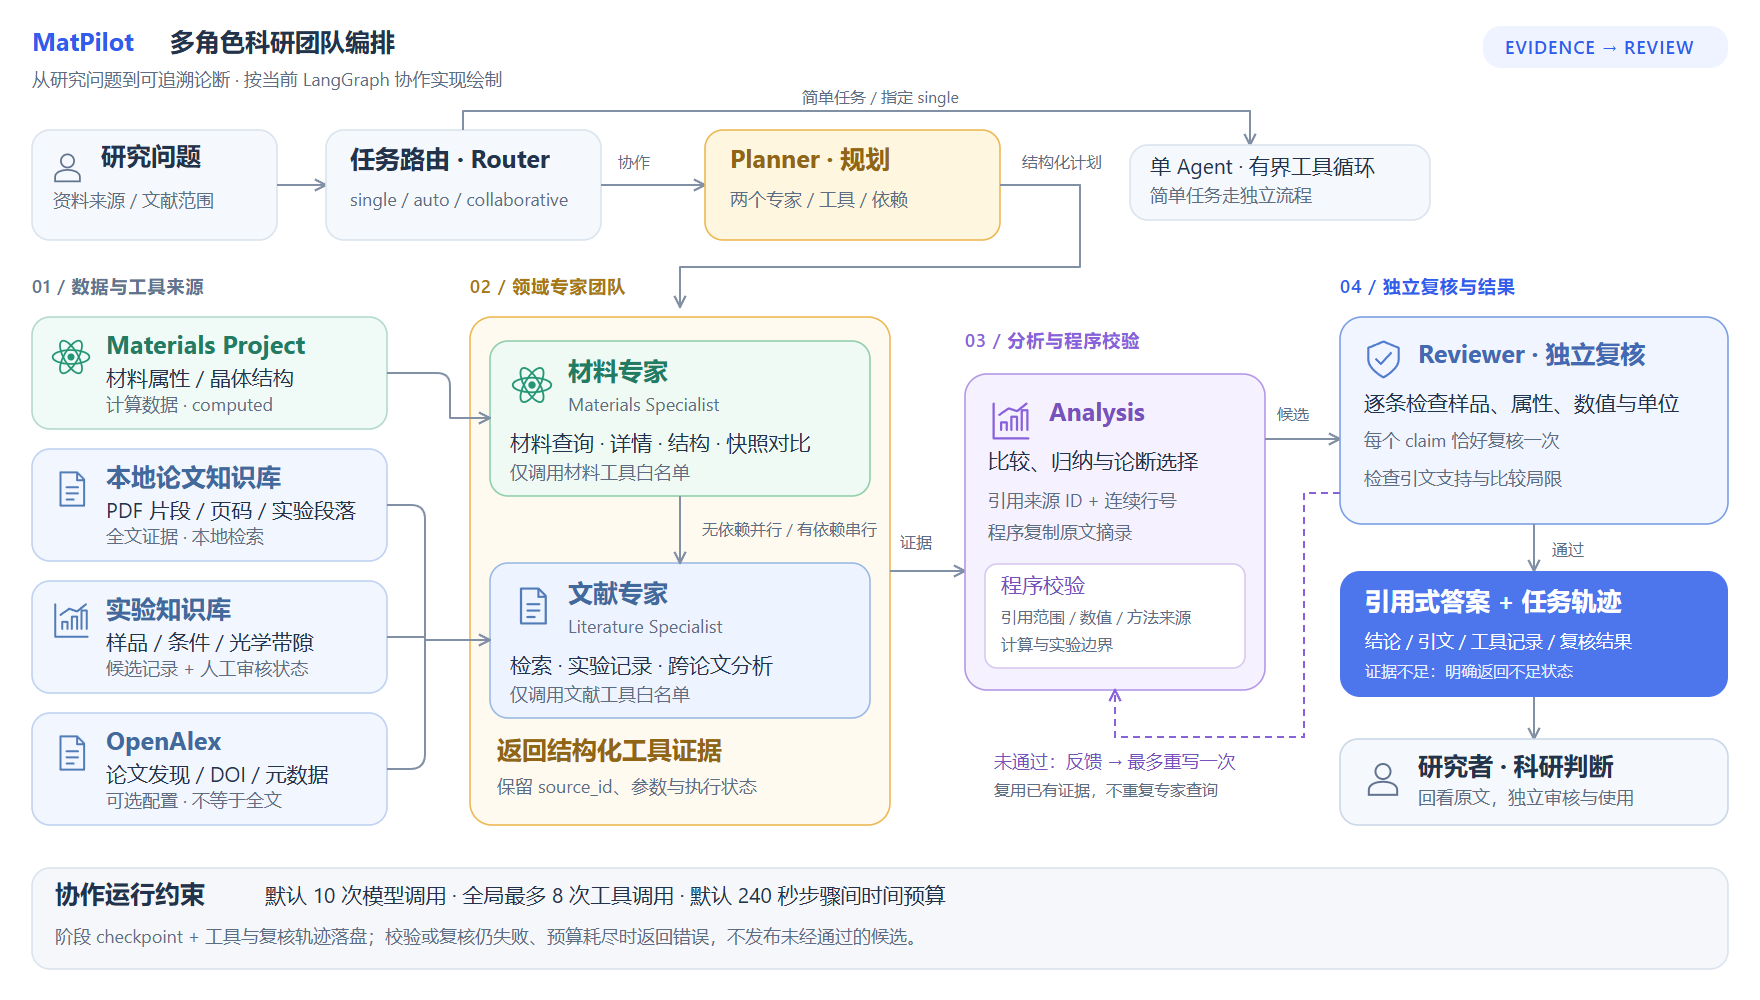 MatPilot 多角色科研团队编排
EVIDENCE → REVIEW
从研究问题到可追溯论断 · 按当前 LangGraph 协作实现绘制
简单任务 / 指定 single
研究问题
资料来源 / 文献范围
任务路由 · Router
single / auto / collaborative
协作
Planner · 规划
两个专家 / 工具 / 依赖
结构化计划
单 Agent · 有界工具循环
简单任务走独立流程
01 / 数据与工具来源
Materials Project
材料属性 / 晶体结构
计算数据 · computed
本地论文知识库
PDF 片段 / 页码 / 实验段落
全文证据 · 本地检索
实验知识库
样品 / 条件 / 光学带隙
候选记录 + 人工审核状态
OpenAlex
论文发现 / DOI / 元数据
可选配置 · 不等于全文
02 / 领域专家团队
材料专家
Materials Specialist
材料查询 · 详情 · 结构 · 快照对比
仅调用材料工具白名单
无依赖并行 / 有依赖串行
文献专家
Literature Specialist
检索 · 实验记录 · 跨论文分析
仅调用文献工具白名单
返回结构化工具证据
保留 source_id、参数与执行状态
证据
03 / 分析与程序校验
Analysis
比较、归纳与论断选择
引用来源 ID + 连续行号
程序复制原文摘录
程序校验
引用范围 / 数值 / 方法来源
计算与实验边界
未通过：反馈 → 最多重写一次
复用已有证据，不重复专家查询
候选
04 / 独立复核与结果
Reviewer · 独立复核
逐条检查样品、属性、数值与单位
每个 claim 恰好复核一次
检查引文支持与比较局限
通过
引用式答案 + 任务轨迹
结论 / 引文 / 工具记录 / 复核结果
证据不足：明确返回不足状态
研究者 · 科研判断
回看原文，独立审核与使用
协作运行约束 默认 10 次模型调用 · 全局最多 8 次工具调用 · 默认 240 秒步骤间时间预算
阶段 checkpoint + 工具与复核轨迹落盘；校验或复核仍失败、预算耗尽时返回错误，不发布未经通过的候选。